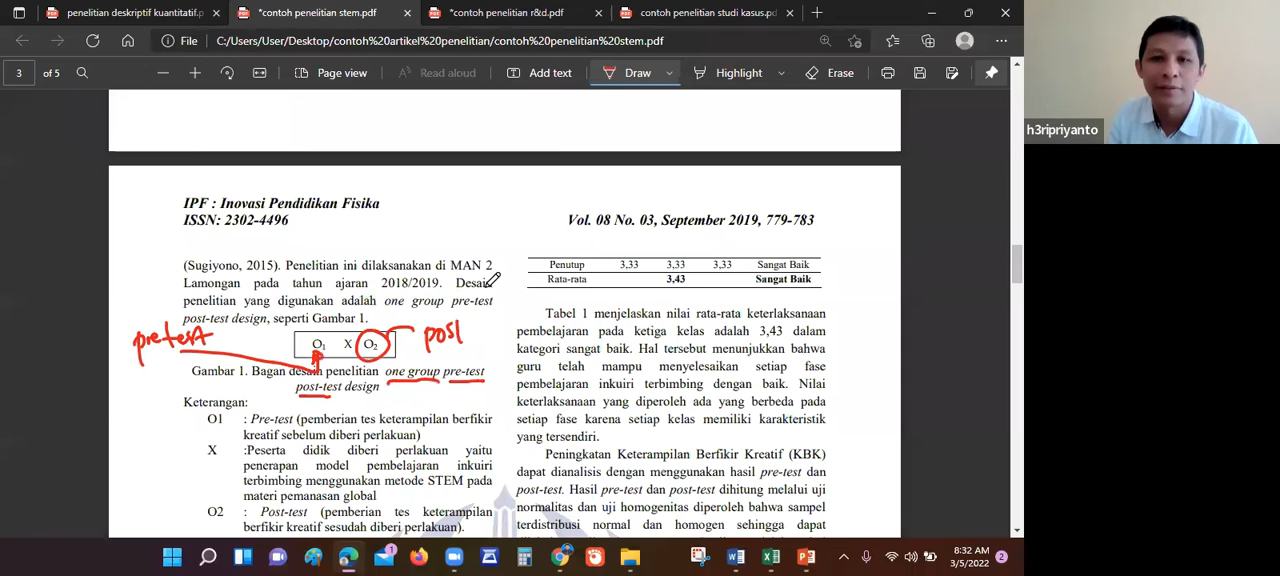 penelitian deskriptif kuantitatif.pdf
*contoh penelitian stem.pdf
*contoh penelitian r&d.pdf
contoh penelitian studi kasus.pd
File
C:/Users/User/Desktop/contoh%20artikel%20penelitian/contoh%20penelitian%20stem.pdf
3 of 5
Page view
Read aloud
Add text
Draw
Highlight
Erase
h3ripriyanto
IPF : Inovasi Pendidikan Fisika
ISSN: 2302-4496
Vol. 08 No. 03, September 2019, 779-783
(Sugiyono, 2015). Penelitian ini dilaksanakan di MAN 2
Lamongan pada tahun ajaran 2018/2019. Desain
penelitian yang digunakan adalah one group pre-test
post-test design, seperti Gambar 1.
pretest
O1 X O2
post
Gambar 1. Bagan desain penelitian one group pre-test
post-test design
Keterangan:
O1 : Pre-test (pemberian tes keterampilan berfikir
kreatif sebelum diberi perlakuan)
X :Peserta didik diberi perlakuan yaitu
penerapan model pembelajaran inkuiri
terbimbing menggunakan metode STEM pada
materi pemanasan global
O2 : Post-test (pemberian tes keterampilan
berfikir kreatif sesudah diberi perlakuan).
Penutup 3,33 3,33 3,33 Sangat Baik
Rata-rata 3,43 Sangat Baik
Tabel 1 menjelaskan nilai rata-rata keterlaksanaan
pembelajaran pada ketiga kelas adalah 3,43 dalam
kategori sangat baik. Hal tersebut menunjukkan bahwa
guru telah mampu menyelesaikan setiap fase
pembelajaran inkuiri terbimbing dengan baik. Nilai
keterlaksanaan yang diperoleh ada yang berbeda pada
setiap fase karena setiap kelas memiliki karakteristik
yang tersendiri.
Peningkatan Keterampilan Berfikir Kreatif (KBK)
dapat dianalisis dengan menggunakan hasil pre-test dan
post-test. Hasil pre-test dan post-test dihitung melalui uji
normalitas dan uji homogenitas diperoleh bahwa sampel
terdistribusi normal dan homogen sehingga dapat
8:32 AM
3/5/2022